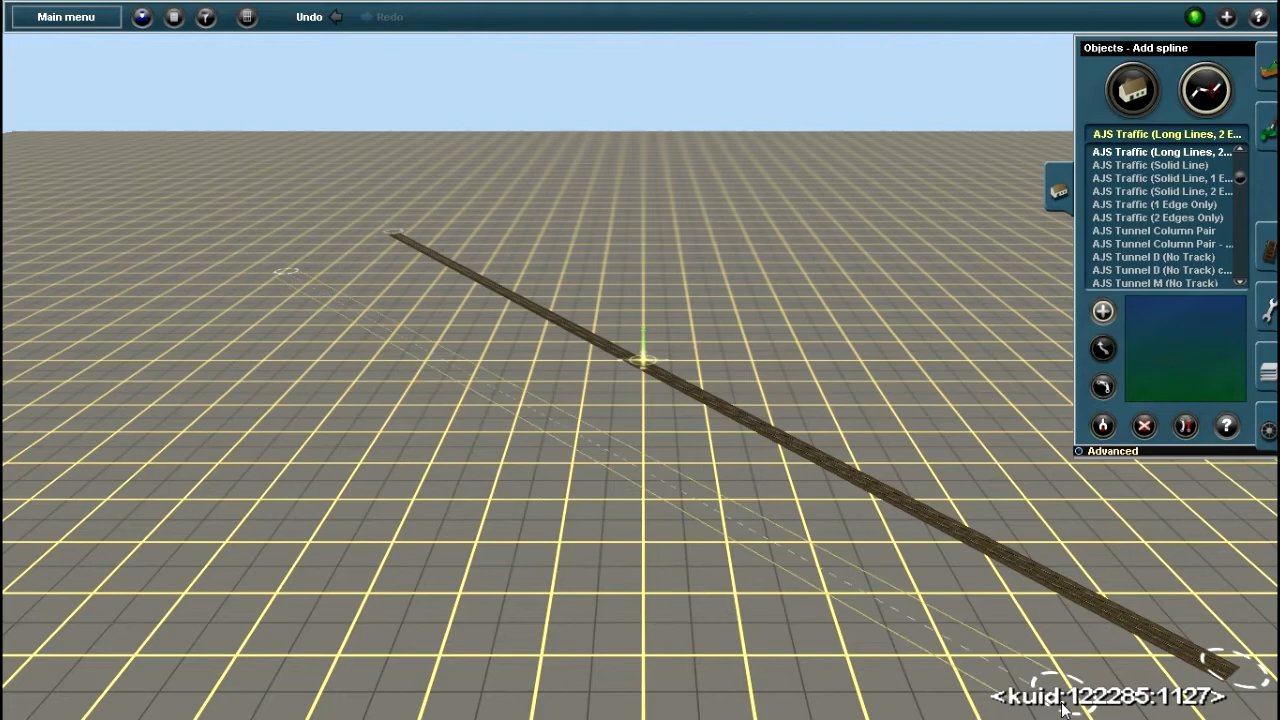 Main menu
Undo
Redo
?
Objects - Add spline
AJS Traffic (Long Lines, 2 E...
AJS Traffic (Long Lines, 2...
AJS Traffic (Solid Line)
AJS Traffic (Solid Line, 1 E...
AJS Traffic (Solid Line, 2 E...
AJS Traffic (1 Edge Only)
AJS Traffic (2 Edges Only)
AJS Tunnel Column Pair
AJS Tunnel Column Pair - ...
AJS Tunnel D (No Track)
AJS Tunnel D (No Track) c...
AJS Tunnel M (No Track)
?
Advanced
<kuid:122285:1127>